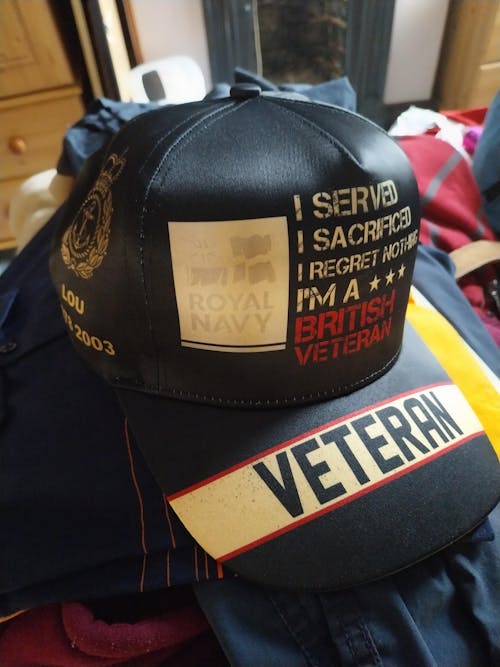 LOU
2003
ROYAL
NAVY
I SERVED
I SACRIFICED
I REGRET NOTHING
I'M A
BRITISH
VETERAN
VETERAN